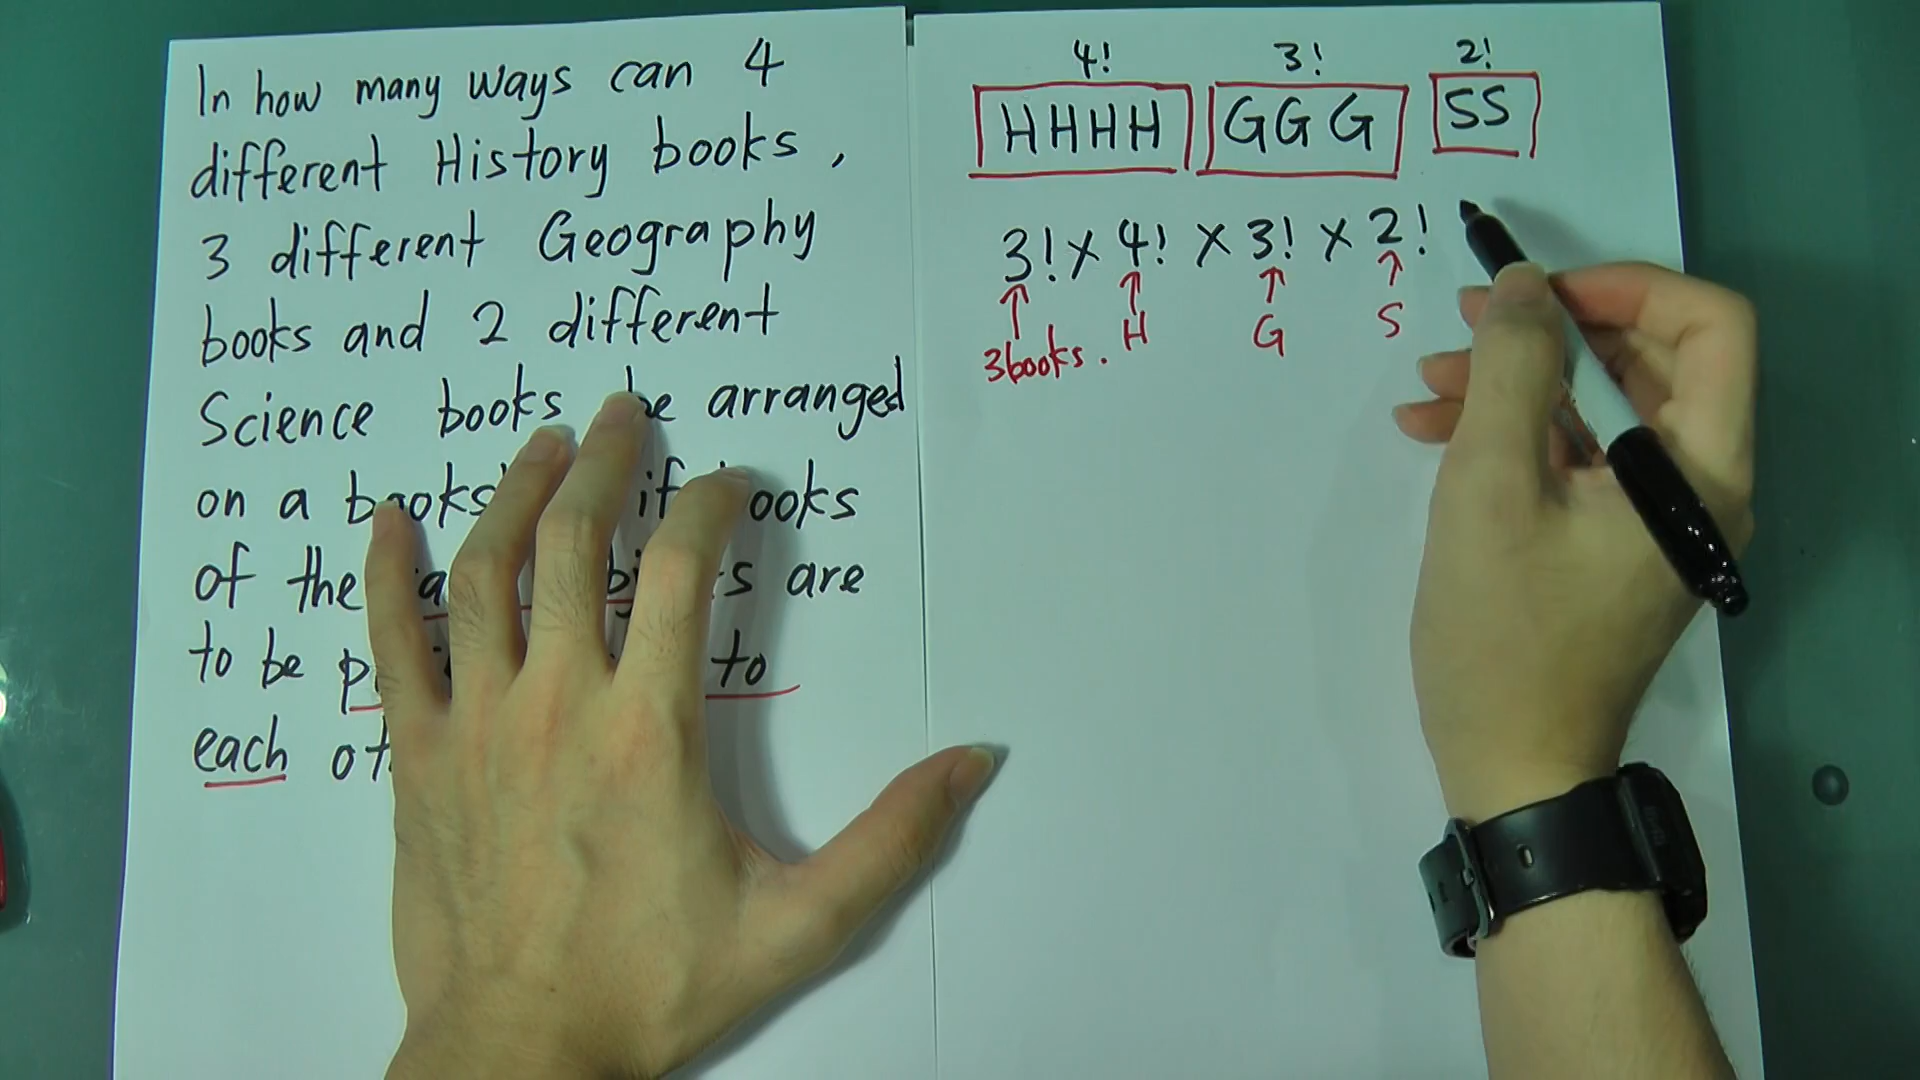 In how many ways can 4
different History books,
3 different Geography
books and 2 different
Science books be arranged
on a if
of the are
to be to
each
4! 3! 2!
HHHH GGG SS
3! x 4! x 3! x 2!
↑ ↑ ↑ ↑
3books. H G S